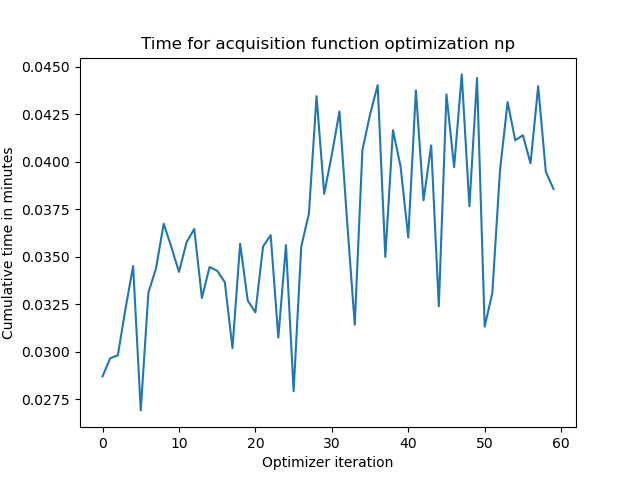 Time for acquisition function optimization np
0.0450
0.0425
0.0400
0.0375
0.0350
0.0325
0.0300
0.0275
Cumulative time in minutes
0 10 20 30 40 50 60
Optimizer iteration